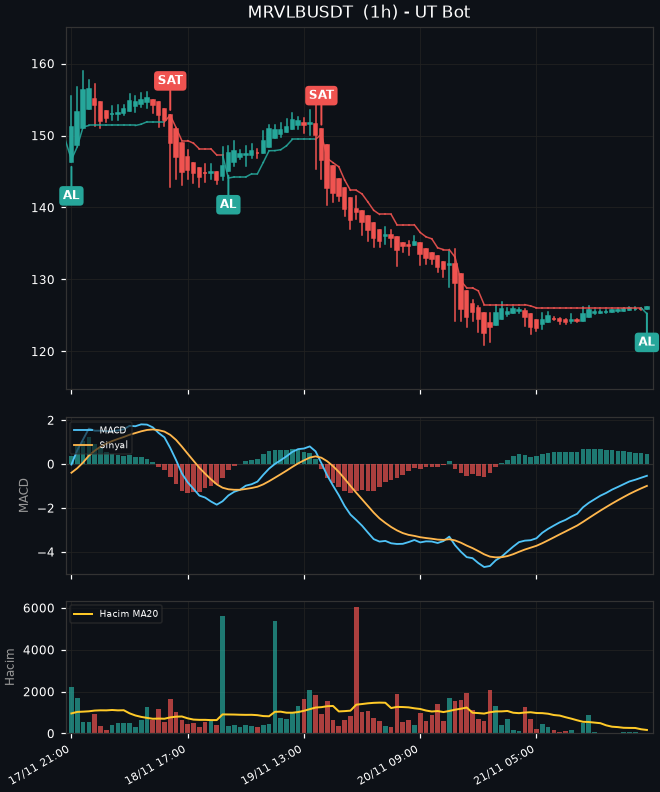 MRVLBUSDT (1h) - UT Bot
160
150
140
130
120
SAT
SAT
AL
AL
AL
MACD
Sinyal
2
0
−2
−4
MACD
Hacim MA20
6000
4000
2000
0
Hacim
17/11 21:00
18/11 17:00
19/11 13:00
20/11 09:00
21/11 05:00